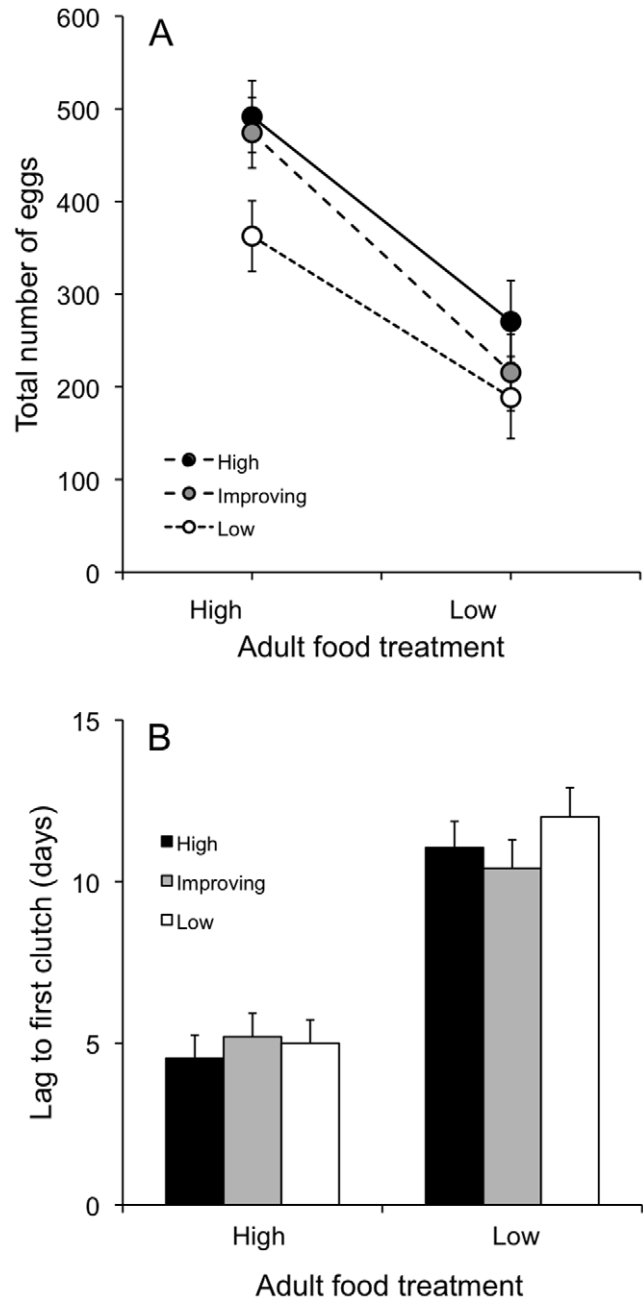 A
600
500
400
300
200
100
0
Total number of eggs
High
Improving
Low
High Low
Adult food treatment
B
15
10
5
0
Lag to first clutch (days)
High
Improving
Low
High Low
Adult food treatment